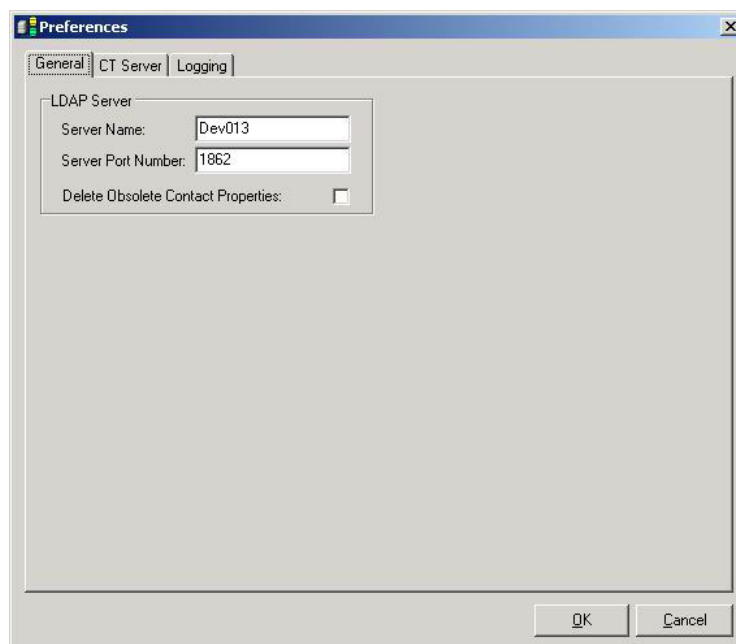 Preferences
General CT Server Logging
LDAP Server
Server Name: Dev013
Server Port Number: 1862
Delete Obsolete Contact Properties:
OK Cancel